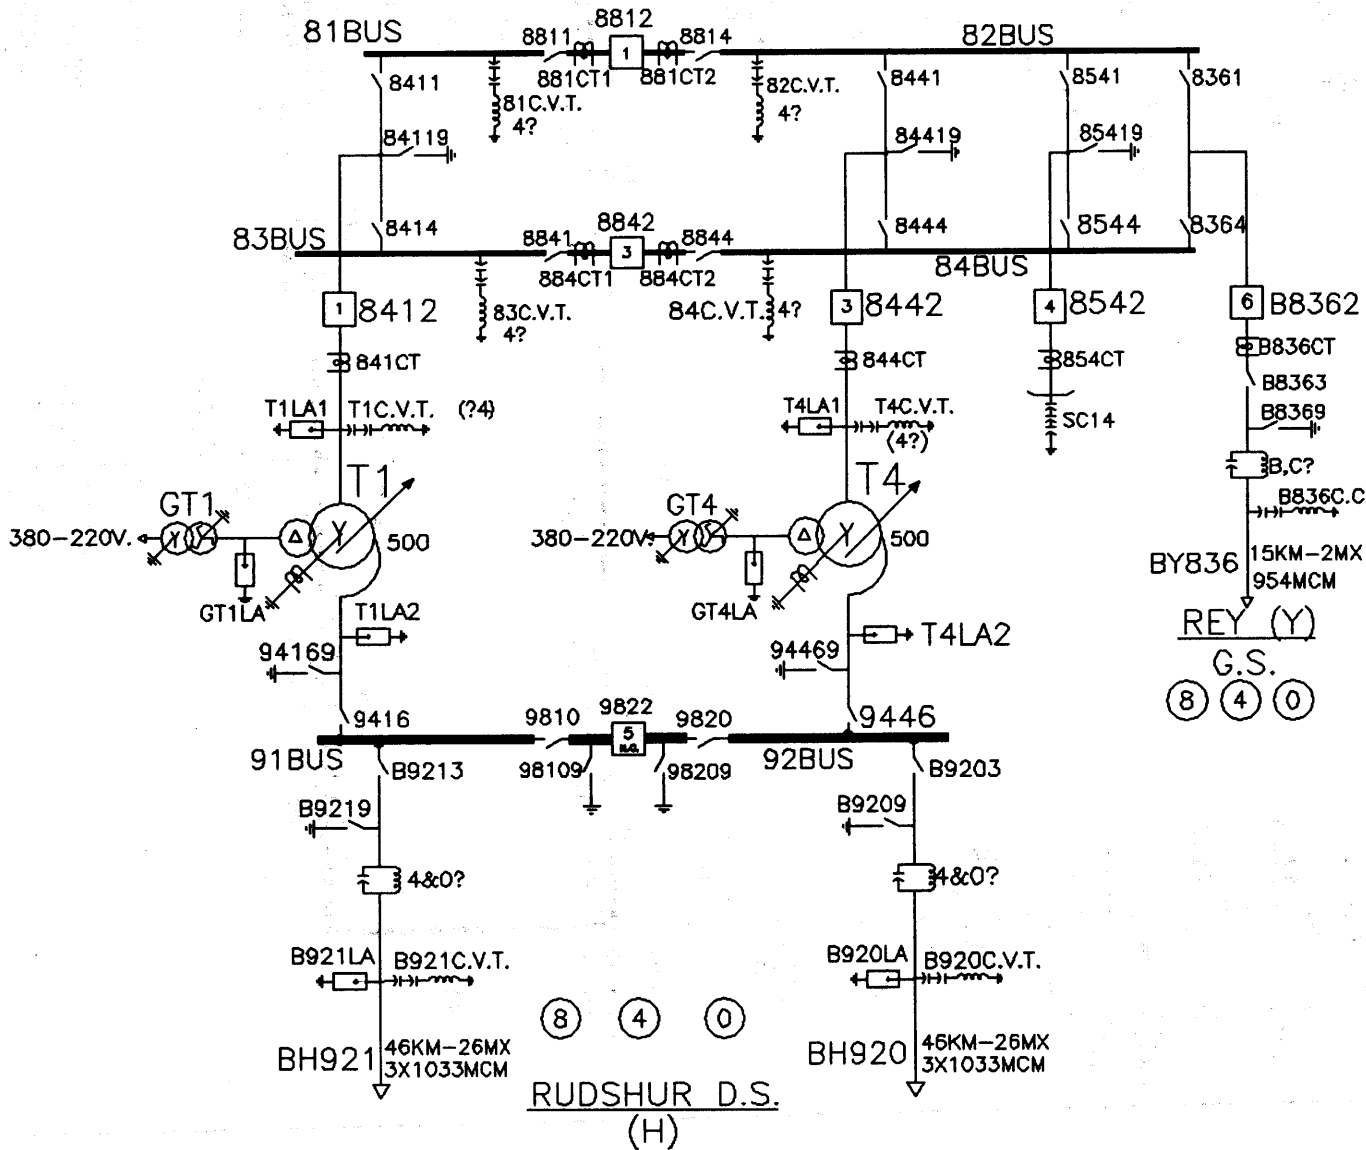 81BUS
8811
8812
1
8814
82BUS
8411
881CT1
881CT2
8441
8541
8361
81C.V.T.
4?
82C.V.T.
4?
84119
84419
85419
83BUS
8414
8841
8842
3
8844
84BUS
8444
8544
8364
884CT1
884CT2
83C.V.T.
4?
84C.V.T.
4?
1
8412
3
8442
4
8542
6
B8362
841CT
844CT
854CT
B836CT
B8363
B8369
T1LA1
T1C.V.T.
(?4)
T4LA1
T4C.V.T.
(4?)
SC14
B,C?
B836C.C
T1
T4
GT1
GT4
380-220V.
Y
Δ
Y
500
380-220V.
Y
Δ
Y
500
GT1LA
GT4LA
T1LA2
T4LA2
BY836
15KM-2MX
954MCM
REY (Y)
G.S.
8 4 0
94169
94469
9416
9446
9810
9822
5
N.O.
9820
91BUS
92BUS
98109
98209
B9213
B9203
B9219
B9209
4&0?
4&0?
B921LA
B921C.V.T.
B920LA
B920C.V.T.
8 4 0
BH921
46KM-26MX
3X1033MCM
BH920
46KM-26MX
3X1033MCM
RUDSHUR D.S.
(H)